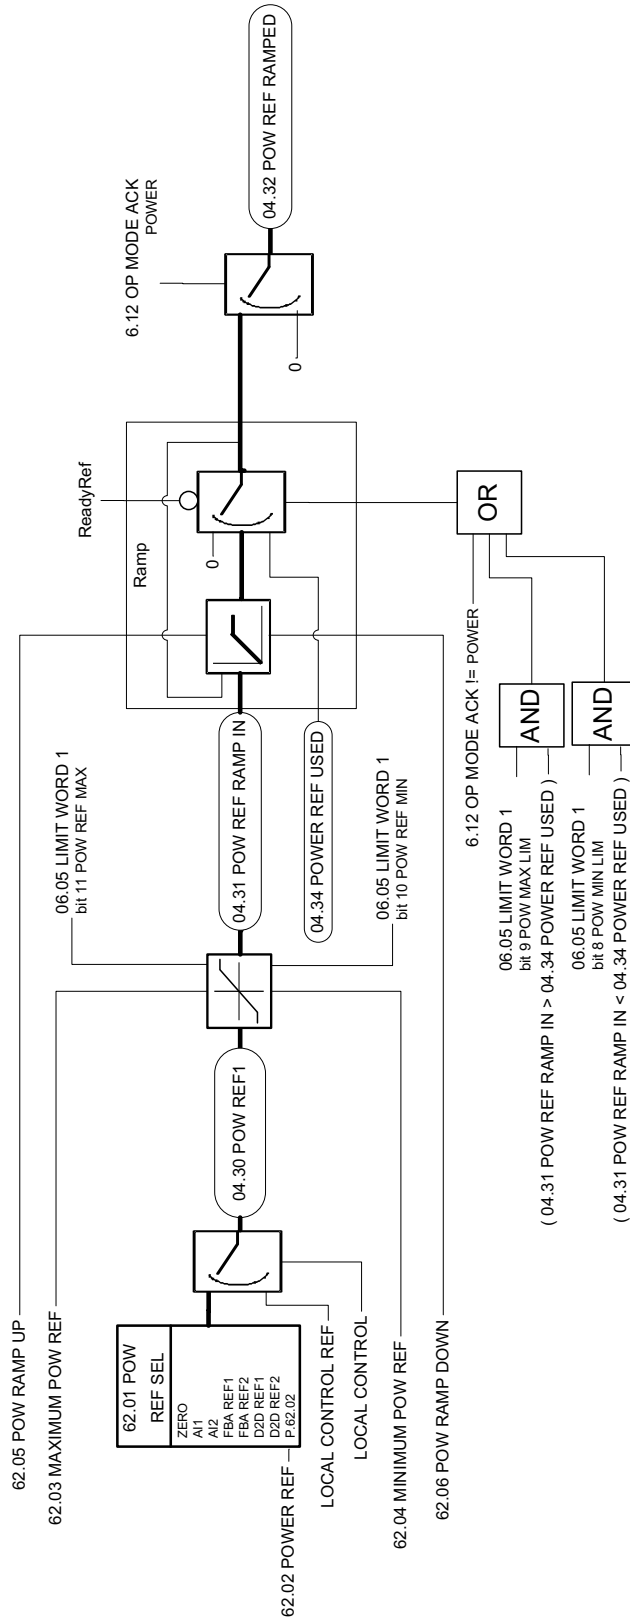 62.05 POW RAMP UP
62.03 MAXIMUM POW REF
62.01 POW
REF SEL
ZERO
AI1
AI2
FBA REF1
FBA REF2
D2D REF1
D2D REF2
P.62.02
62.02 POWER REF
LOCAL CONTROL REF
LOCAL CONTROL
62.04 MINIMUM POW REF
62.06 POW RAMP DOWN
04.30 POW REF1
06.05 LIMIT WORD 1
bit 11 POW REF MAX
04.31 POW REF RAMP IN
04.34 POWER REF USED
06.05 LIMIT WORD 1
bit 10 POW REF MIN
ReadyRef
Ramp
0
6.12 OP MODE ACK
POWER
0
04.32 POW REF RAMPED
6.12 OP MODE ACK != POWER
OR
06.05 LIMIT WORD 1
bit 9 POW MAX LIM
( 04.31 POW REF RAMP IN > 04.34 POWER REF USED )
AND
06.05 LIMIT WORD 1
bit 8 POW MIN LIM
( 04.31 POW REF RAMP IN < 04.34 POWER REF USED )
AND